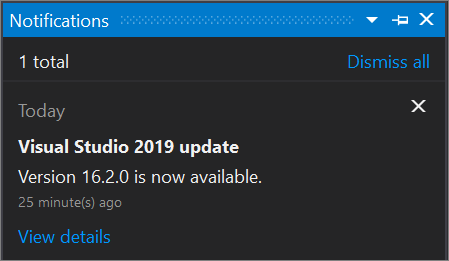 Notifications
1 total
Dismiss all
Today
Visual Studio 2019 update
Version 16.2.0 is now available.
25 minute(s) ago
View details